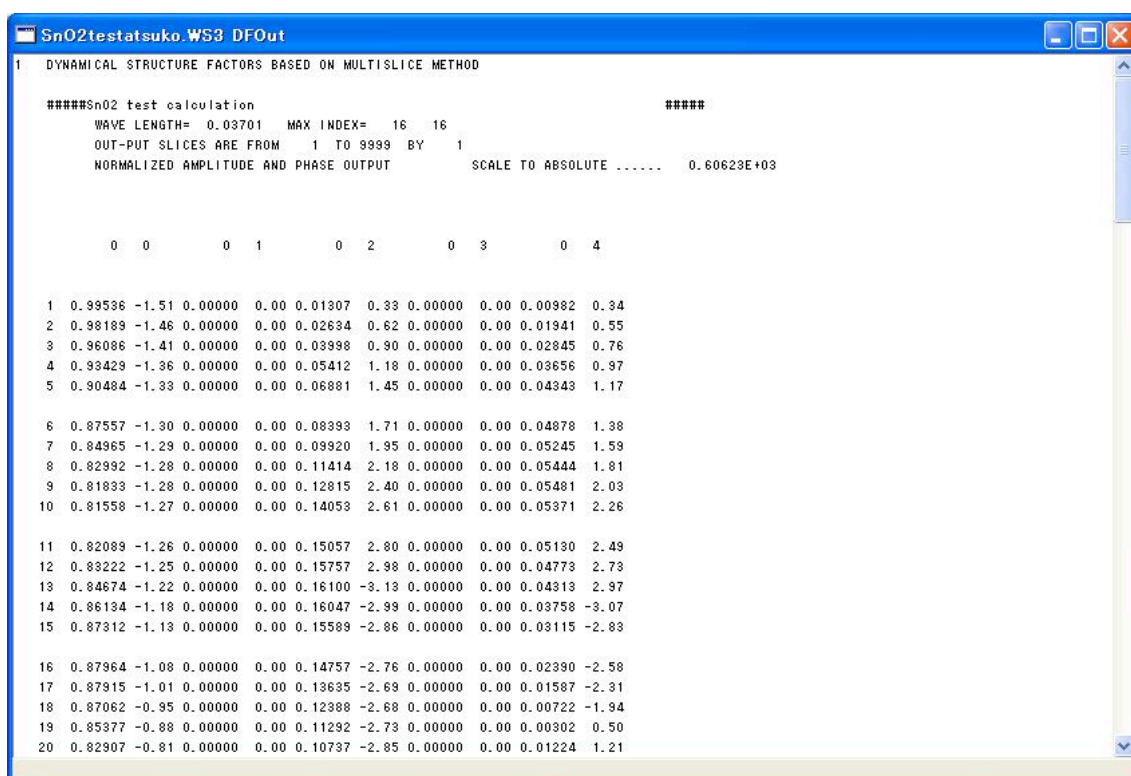 SnO2testatsuko.WS3 DFOut
1 DYNAMICAL STRUCTURE FACTORS BASED ON MULTISLICE METHOD
#####SnO2 test calculation #####
WAVE LENGTH= 0.03701 MAX INDEX= 16 16
OUT-PUT SLICES ARE FROM 1 TO 9999 BY 1
NORMALIZED AMPLITUDE AND PHASE OUTPUT SCALE TO ABSOLUTE ...... 0.60623E+03
0 0 0 1 0 2 0 3 0 4
1 0.99536 -1.51 0.00000 0.00 0.01307 0.33 0.00000 0.00 0.00982 0.34
2 0.98189 -1.46 0.00000 0.00 0.02634 0.62 0.00000 0.00 0.01941 0.55
3 0.96086 -1.41 0.00000 0.00 0.03998 0.90 0.00000 0.00 0.02845 0.76
4 0.93429 -1.36 0.00000 0.00 0.05412 1.18 0.00000 0.00 0.03656 0.97
5 0.90484 -1.33 0.00000 0.00 0.06881 1.45 0.00000 0.00 0.04343 1.17
6 0.87557 -1.30 0.00000 0.00 0.08393 1.71 0.00000 0.00 0.04878 1.38
7 0.84965 -1.29 0.00000 0.00 0.09920 1.95 0.00000 0.00 0.05245 1.59
8 0.82992 -1.28 0.00000 0.00 0.11414 2.18 0.00000 0.00 0.05444 1.81
9 0.81833 -1.28 0.00000 0.00 0.12815 2.40 0.00000 0.00 0.05481 2.03
10 0.81558 -1.27 0.00000 0.00 0.14053 2.61 0.00000 0.00 0.05371 2.26
11 0.82089 -1.26 0.00000 0.00 0.15057 2.80 0.00000 0.00 0.05130 2.49
12 0.83222 -1.25 0.00000 0.00 0.15757 2.98 0.00000 0.00 0.04773 2.73
13 0.84674 -1.22 0.00000 0.00 0.16100 -3.13 0.00000 0.00 0.04313 2.97
14 0.86134 -1.18 0.00000 0.00 0.16047 -2.99 0.00000 0.00 0.03758 -3.07
15 0.87312 -1.13 0.00000 0.00 0.15589 -2.86 0.00000 0.00 0.03115 -2.83
16 0.87964 -1.08 0.00000 0.00 0.14757 -2.76 0.00000 0.00 0.02390 -2.58
17 0.87915 -1.01 0.00000 0.00 0.13635 -2.69 0.00000 0.00 0.01587 -2.31
18 0.87062 -0.95 0.00000 0.00 0.12388 -2.68 0.00000 0.00 0.00722 -1.94
19 0.85377 -0.88 0.00000 0.00 0.11292 -2.73 0.00000 0.00 0.00302 0.50
20 0.82907 -0.81 0.00000 0.00 0.10737 -2.85 0.00000 0.00 0.01224 1.21